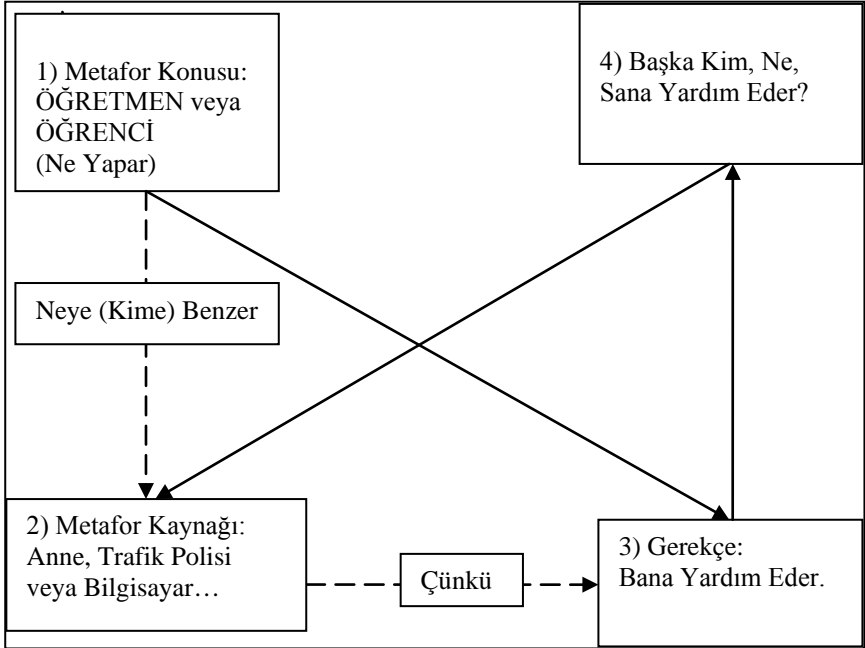 1) Metafor Konusu:
ÖĞRETMEN veya
ÖĞRENCİ
(Ne Yapar)
4) Başka Kim, Ne,
Sana Yardım Eder?
Neye (Kime) Benzer
2) Metafor Kaynağı:
Anne, Trafik Polisi
veya Bilgisayar…
Çünkü
3) Gerekçe:
Bana Yardım Eder.